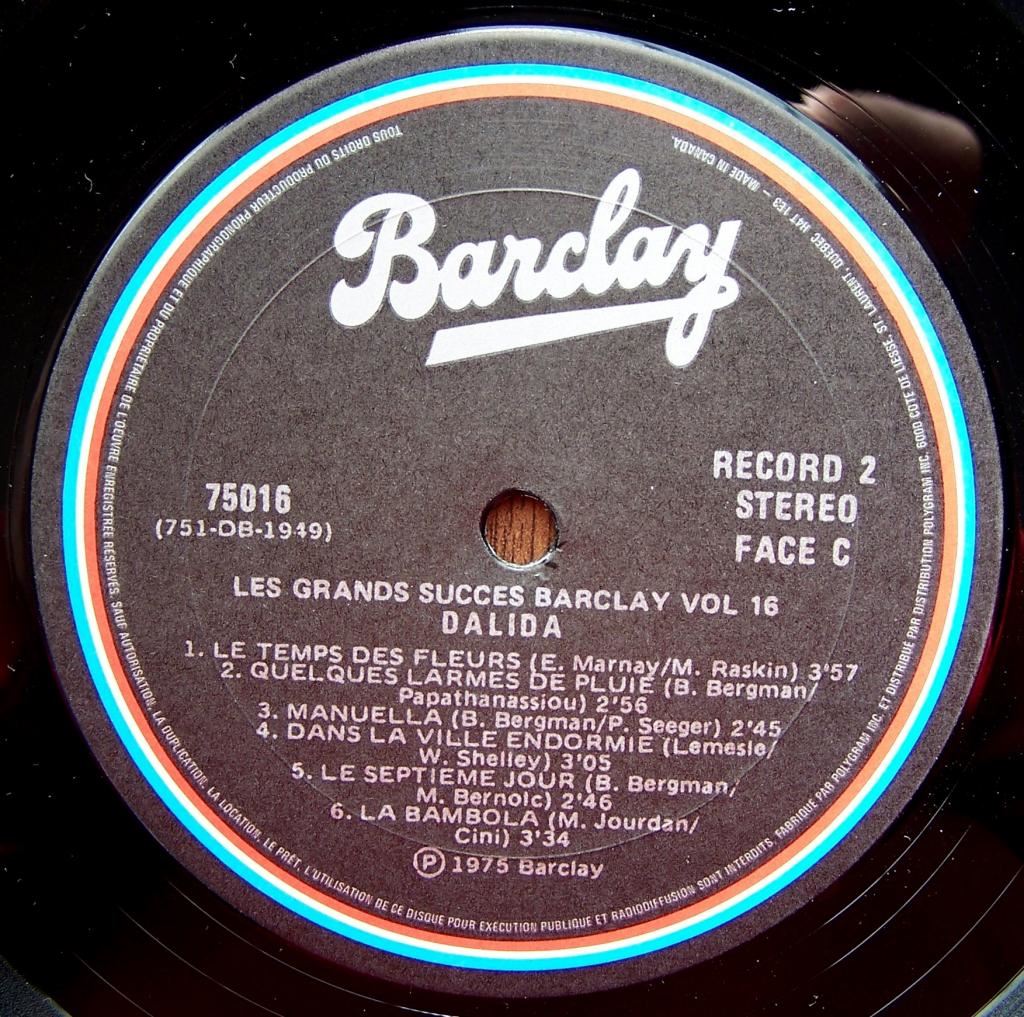 Barclay
75016
(751-DB-1949)
RECORD 2
STEREO
FACE C
LES GRANDS SUCCES BARCLAY VOL 16
DALIDA
1. LE TEMPS DES FLEURS (E. Marnay/M. Raskin) 3'57
2. QUELQUES LARMES DE PLUIE (B. Bergman/
Papathanassiou) 2'56
3. MANUELLA (B. Bergman/P. Seeger) 2'45
4. DANS LA VILLE ENDORMIE (Lemesle/
W. Shelley) 3'05
5. LE SEPTIEME JOUR (B. Bergman/
M. Bernolc) 2'46
6. LA BAMBOLA (M. Jourdan/
Cini) 3'34
Ⓟ 1975 Barclay
TOUS DROITS DU PRODUCTEUR PHONOGRAPHIQUE ET DU PROPRIETAIRE DE L'OEUVRE ENREGISTREE RESERVES. SAUF AUTORISATION, LA DUPLICATION, LA LOCATION, LE PRET, L'UTILISATION DE CE DISQUE POUR EXECUTION PUBLIQUE ET RADIODIFFUSION SONT INTERDITS. FABRIQUE PAR POLYGRAM INC. ET DISTRIBUE PAR DISTRIBUTION POLYGRAM INC. 6000 COTE DE LIESSE, ST. LAURENT, QUEBEC H4T 1E3 — MADE IN CANADA.